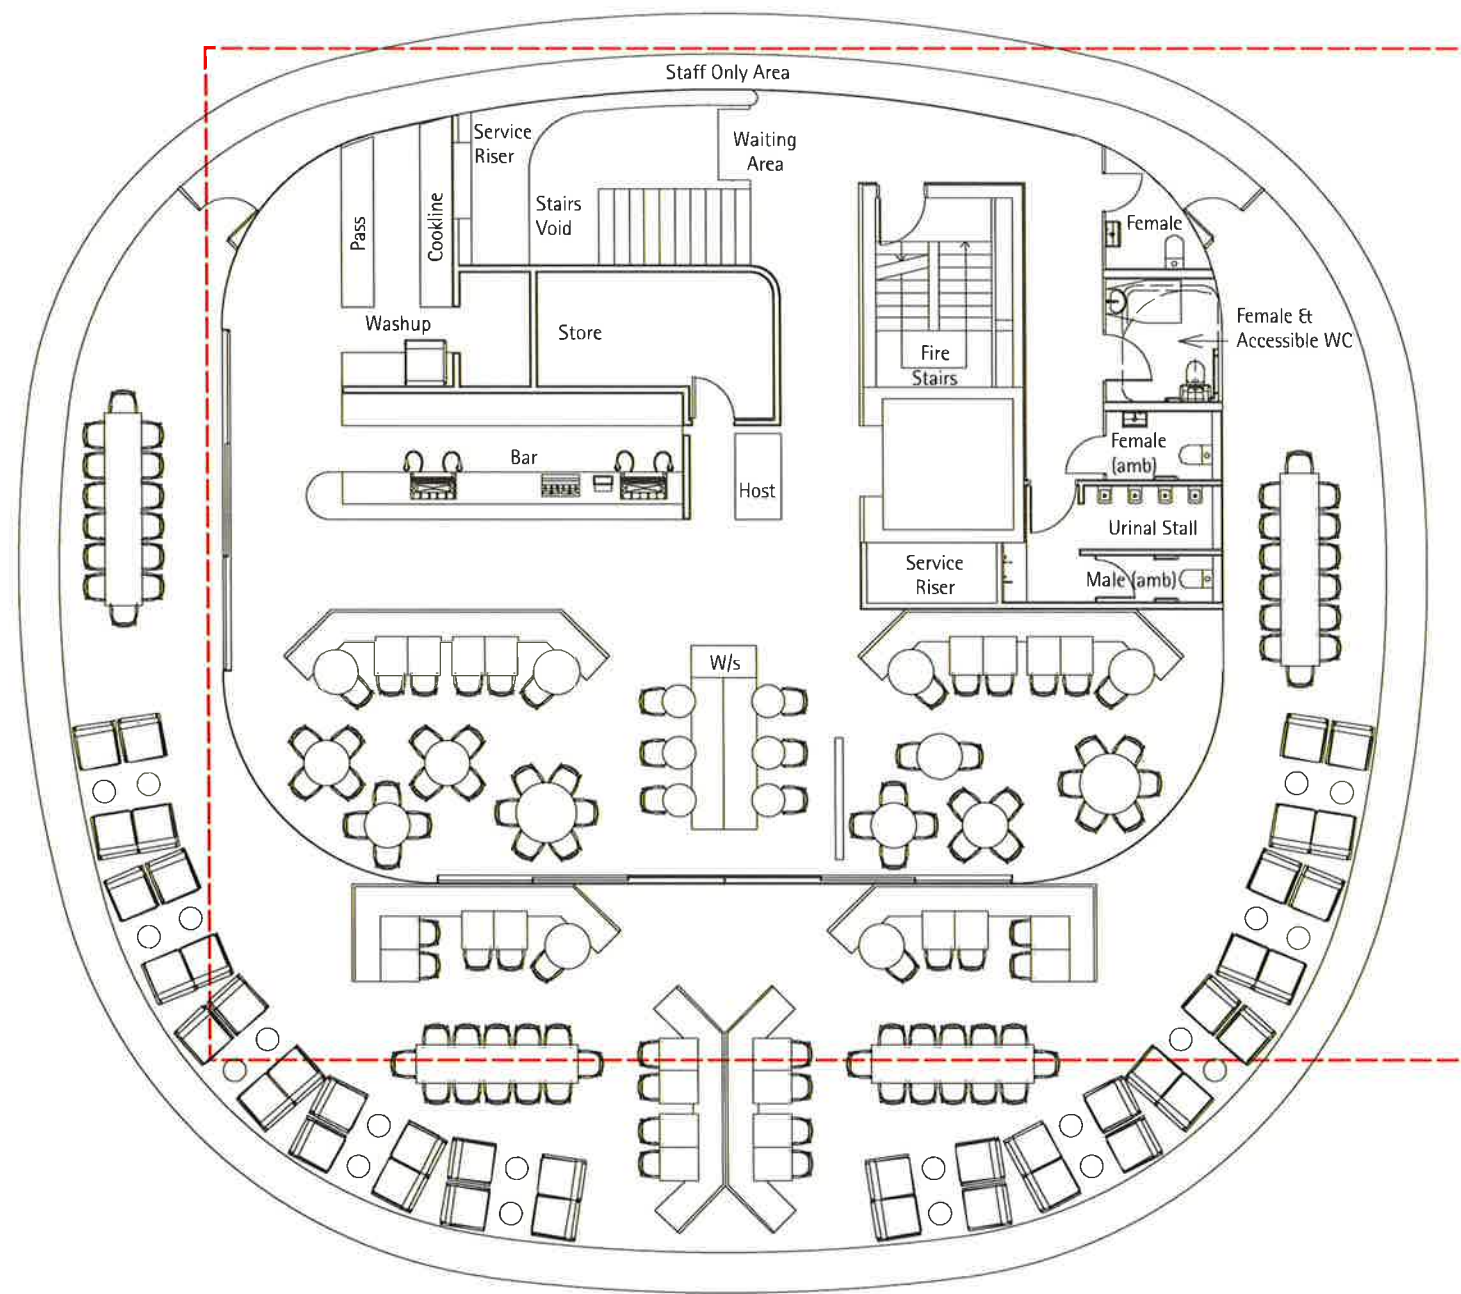 Staff Only Area
Service
Riser
Waiting
Area
Stairs
Void
Pass
Cookline
Female
Washup
Store
Female &
Accessible WC
Fire
Stairs
Bar
Female
(amb)
Host
Urinal Stall
Service
Riser
Male (amb)
W/s